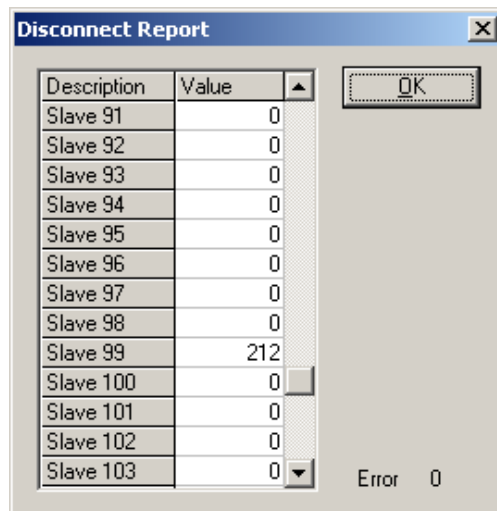 Disconnect Report
Description Value
Slave 91 0
Slave 92 0
Slave 93 0
Slave 94 0
Slave 95 0
Slave 96 0
Slave 97 0
Slave 98 0
Slave 99 212
Slave 100 0
Slave 101 0
Slave 102 0
Slave 103 0
OK
Error 0